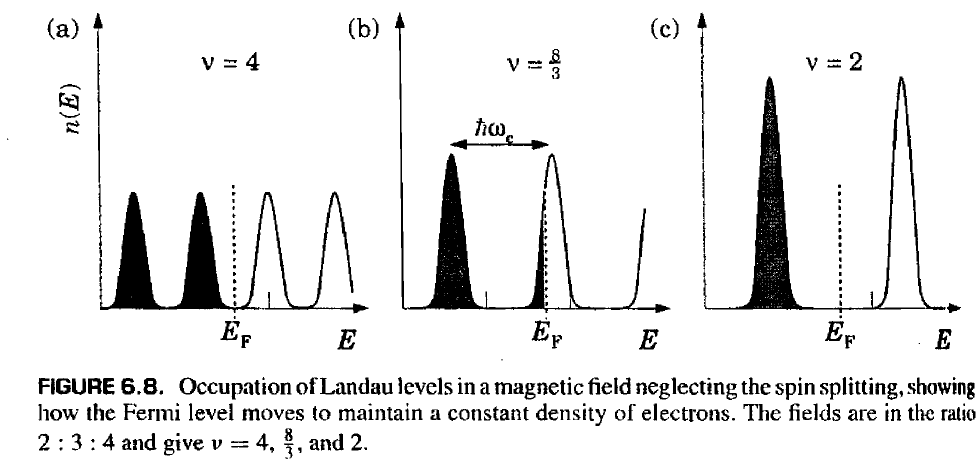 (a) (b) (c)
ν = 4 ν = 8/3 ν = 2
n(E)
ħω_c
E_F E E_F E E_F E
FIGURE 6.8. Occupation of Landau levels in a magnetic field neglecting the spin splitting, showing
how the Fermi level moves to maintain a constant density of electrons. The fields are in the ratio
2 : 3 : 4 and give ν = 4, 8/3, and 2.